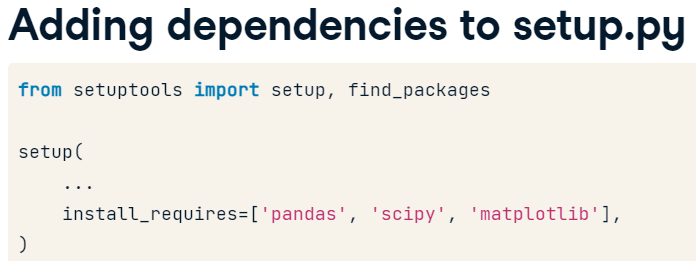 Adding dependencies to setup.py
from setuptools import setup, find_packages
setup(
    ...
    install_requires=['pandas', 'scipy', 'matplotlib'],
)